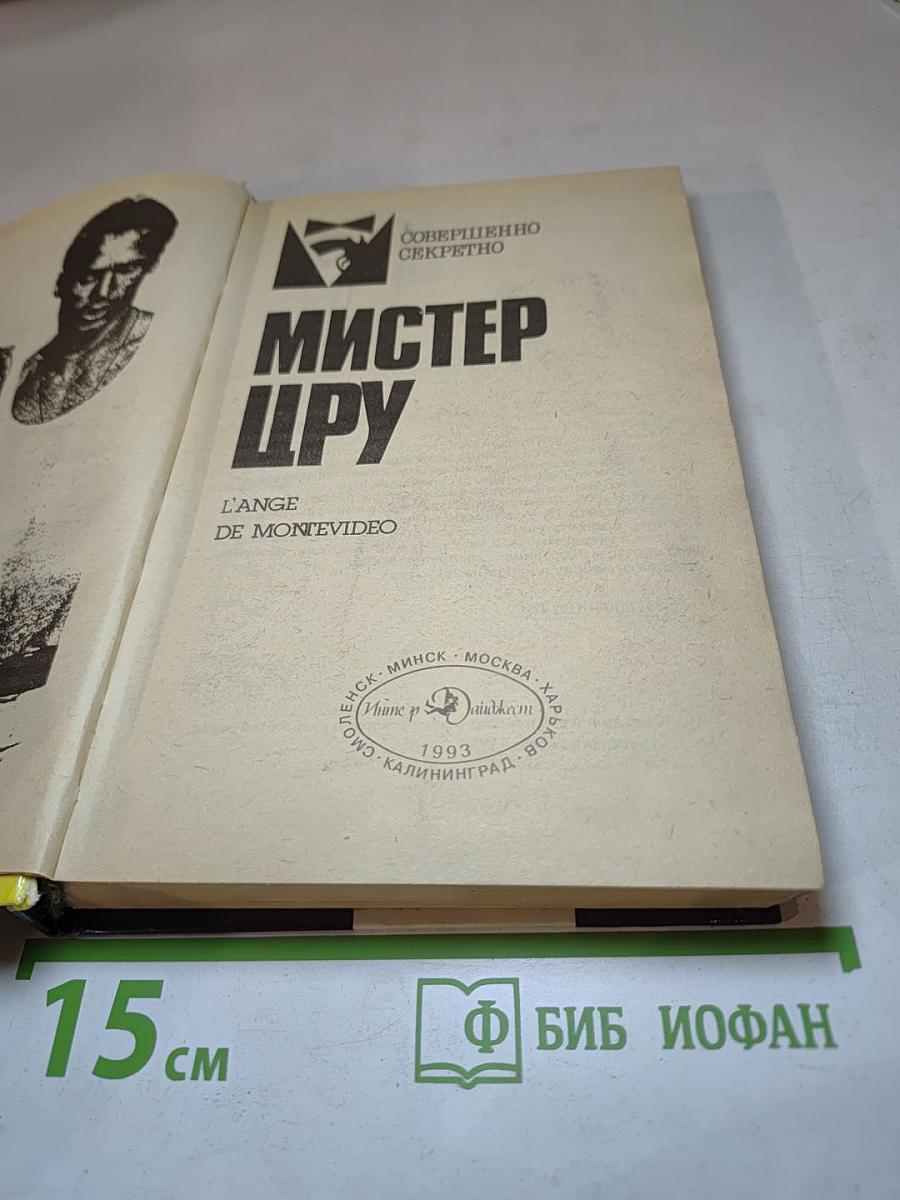 СОВЕРШЕННО
СЕКРЕТНО
МИСТЕР
ЦРУ
L'ANGE
DE MONTEVIDEO
СМОЛЕНСК · МИНСК · МОСКВА · ХАРЬКОВ · КАЛИНИНГРАД ·
Интер Дайджест
1993
15 см
Ф БИБ ИОФАН